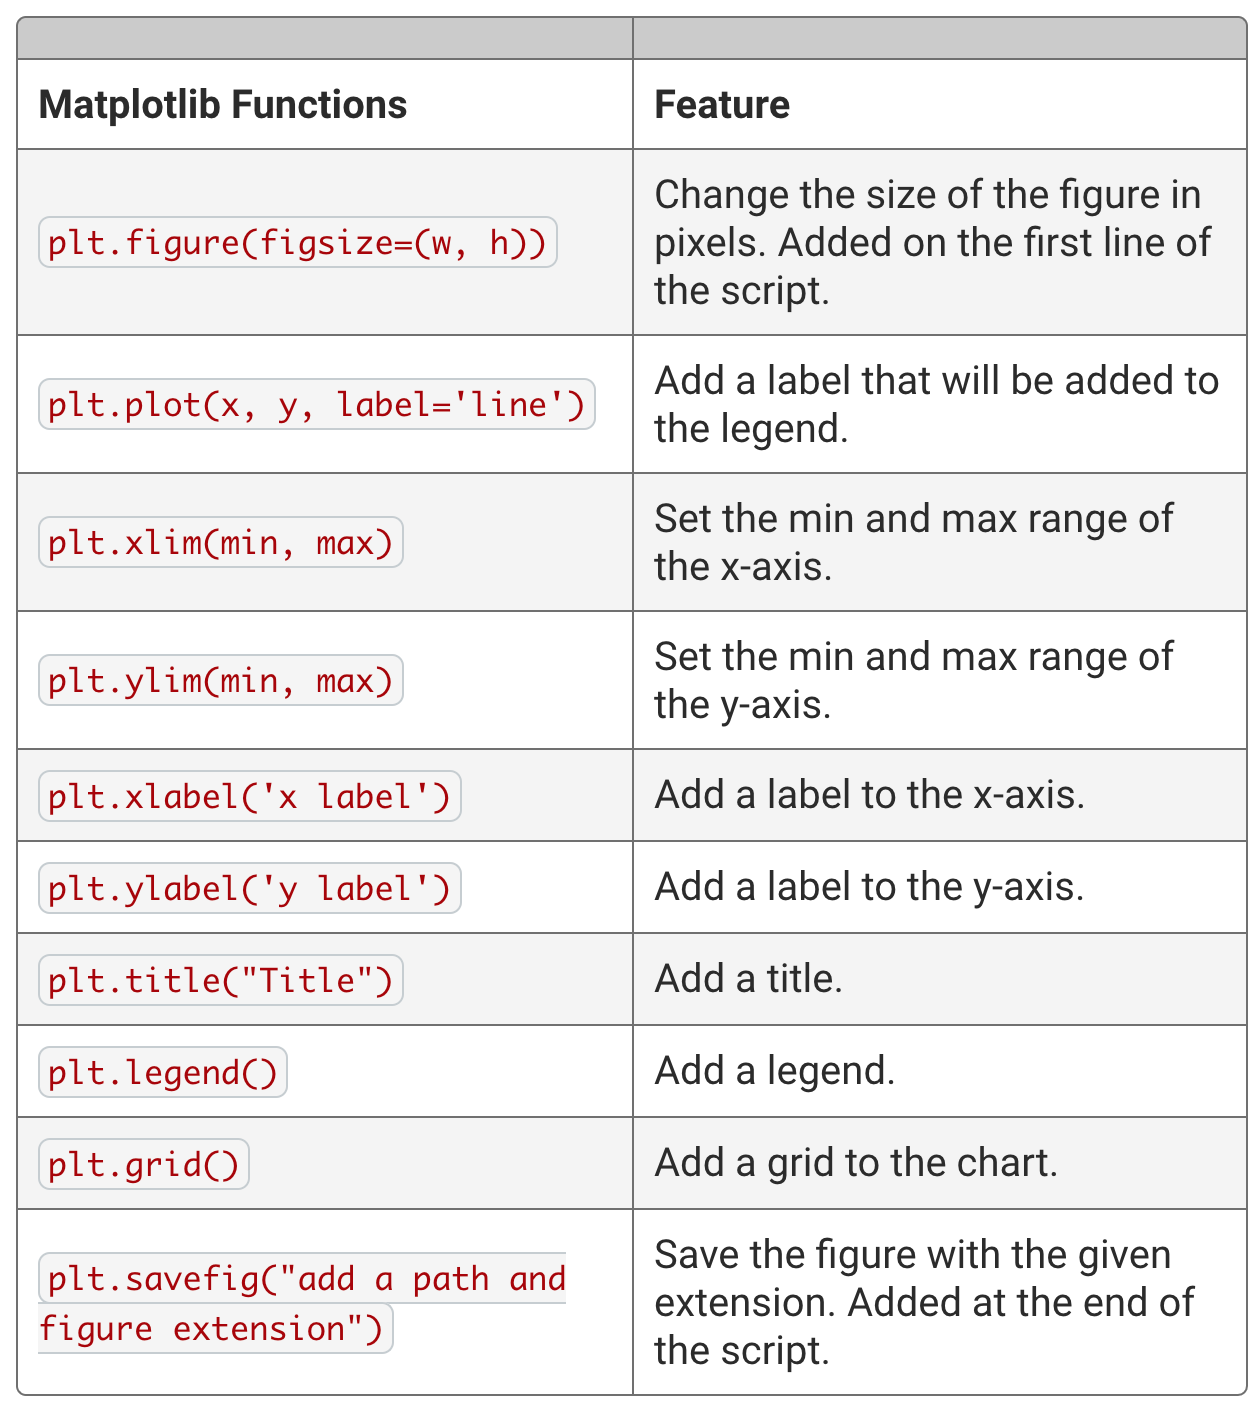 Matplotlib Functions
Feature
plt.figure(figsize=(w, h))
Change the size of the figure in
pixels. Added on the first line of
the script.
plt.plot(x, y, label='line')
Add a label that will be added to
the legend.
plt.xlim(min, max)
Set the min and max range of
the x-axis.
plt.ylim(min, max)
Set the min and max range of
the y-axis.
plt.xlabel('x label')
Add a label to the x-axis.
plt.ylabel('y label')
Add a label to the y-axis.
plt.title("Title")
Add a title.
plt.legend()
Add a legend.
plt.grid()
Add a grid to the chart.
plt.savefig("add a path and
figure extension")
Save the figure with the given
extension. Added at the end of
the script.